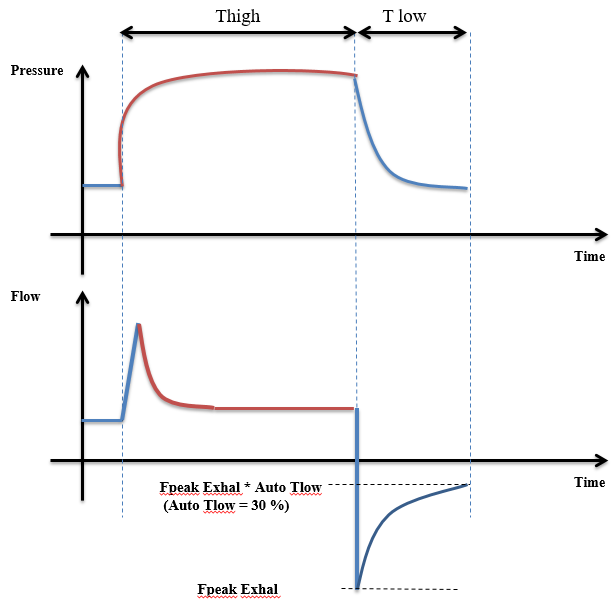 Thigh
T low
Pressure
Time
Flow
Time
Fpeak Exhal * Auto Tlow
(Auto Tlow = 30 %)
Fpeak Exhal